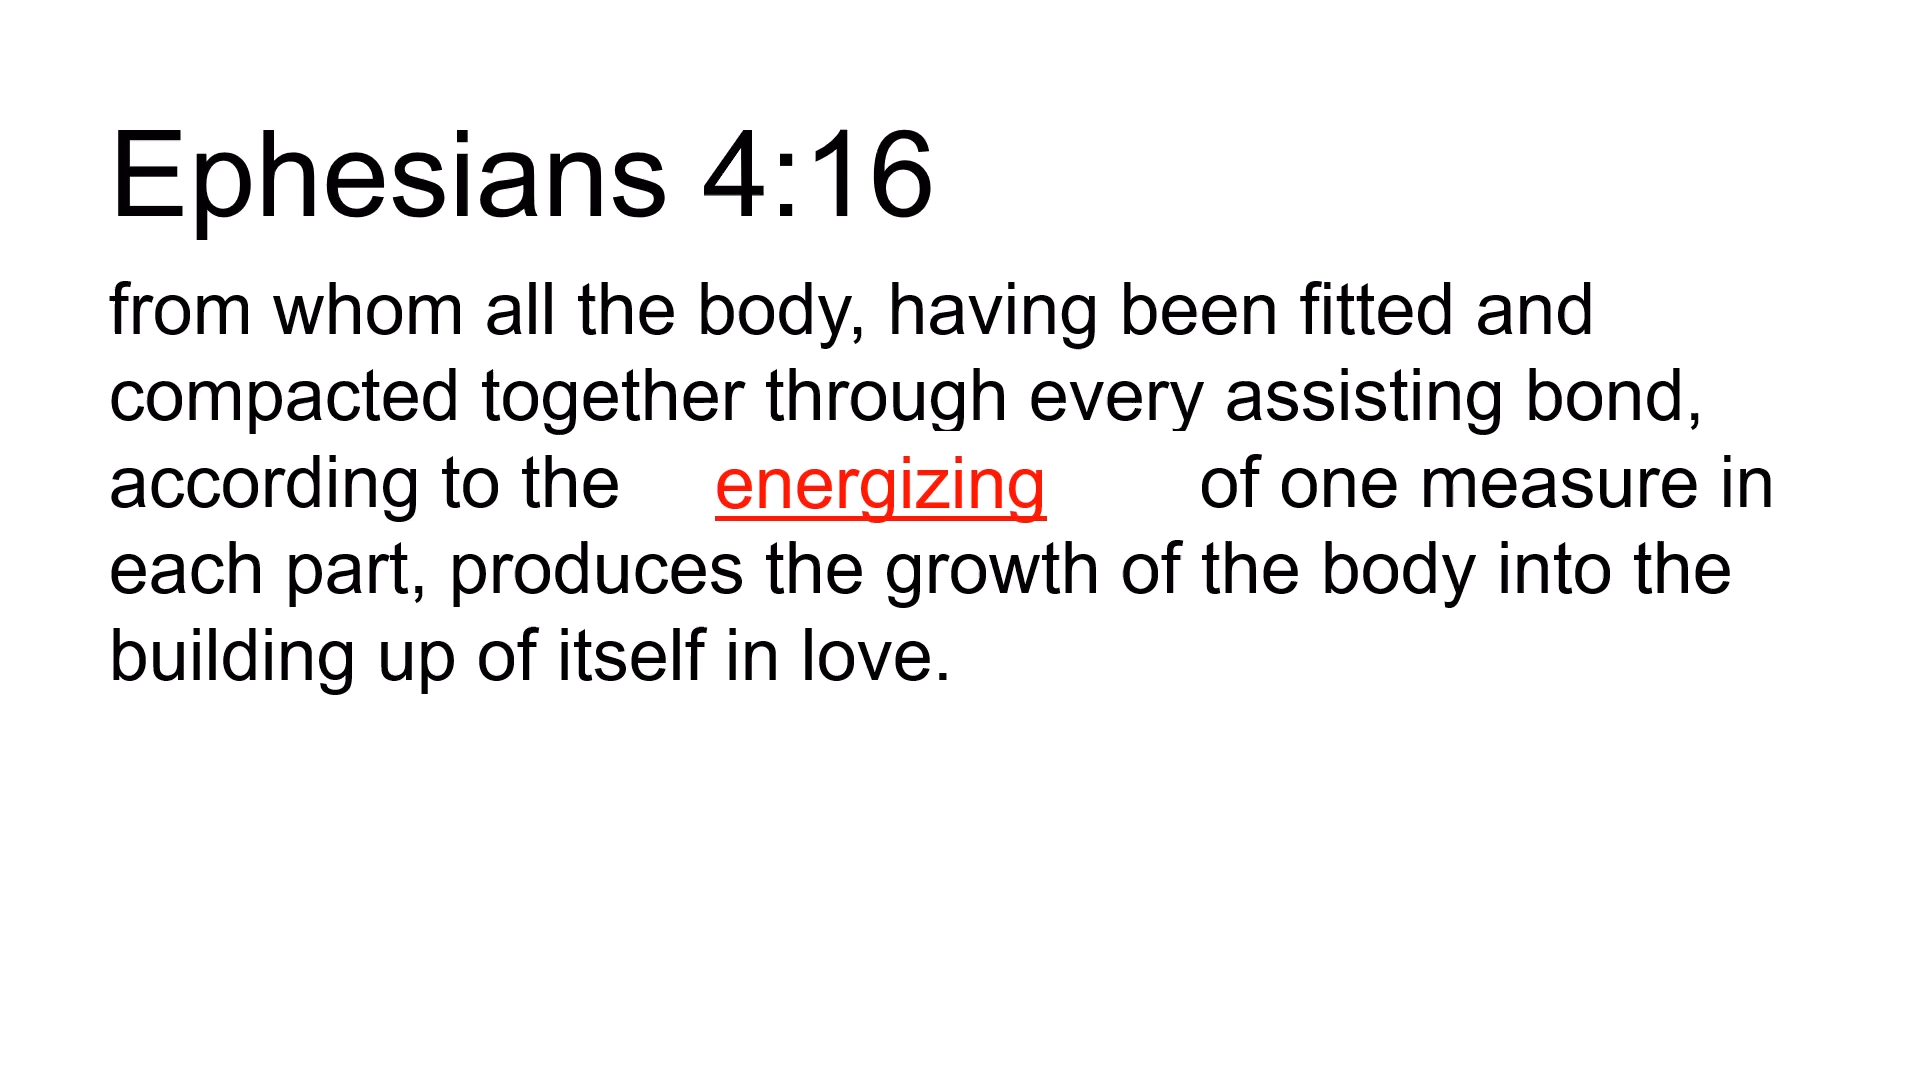 Ephesians 4:16
from whom all the body, having been fitted and
compacted together through every assisting bond,
according to the energizing of one measure in
each part, produces the growth of the body into the
building up of itself in love.